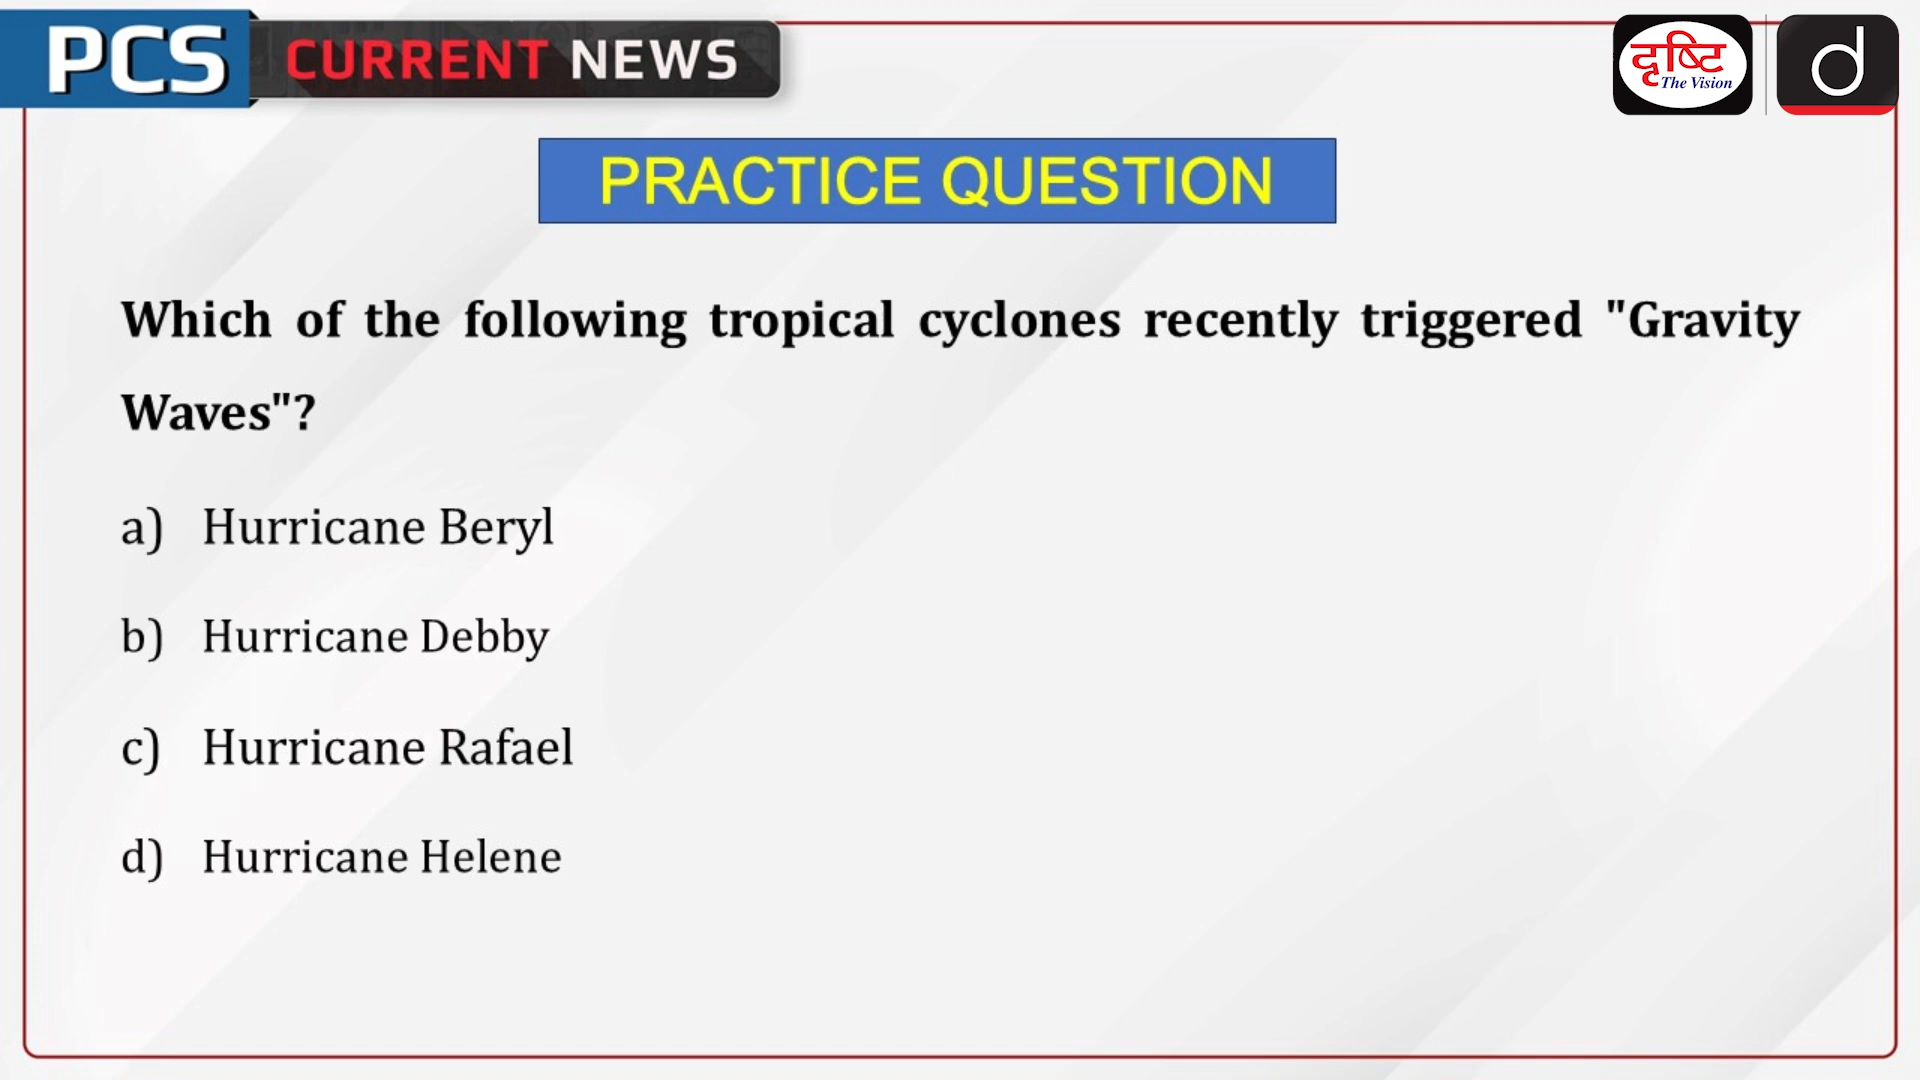 PCS CURRENT NEWS
दृष्टि
The Vision
d
PRACTICE QUESTION
Which of the following tropical cyclones recently triggered "Gravity
Waves"?
a) Hurricane Beryl
b) Hurricane Debby
c) Hurricane Rafael
d) Hurricane Helene